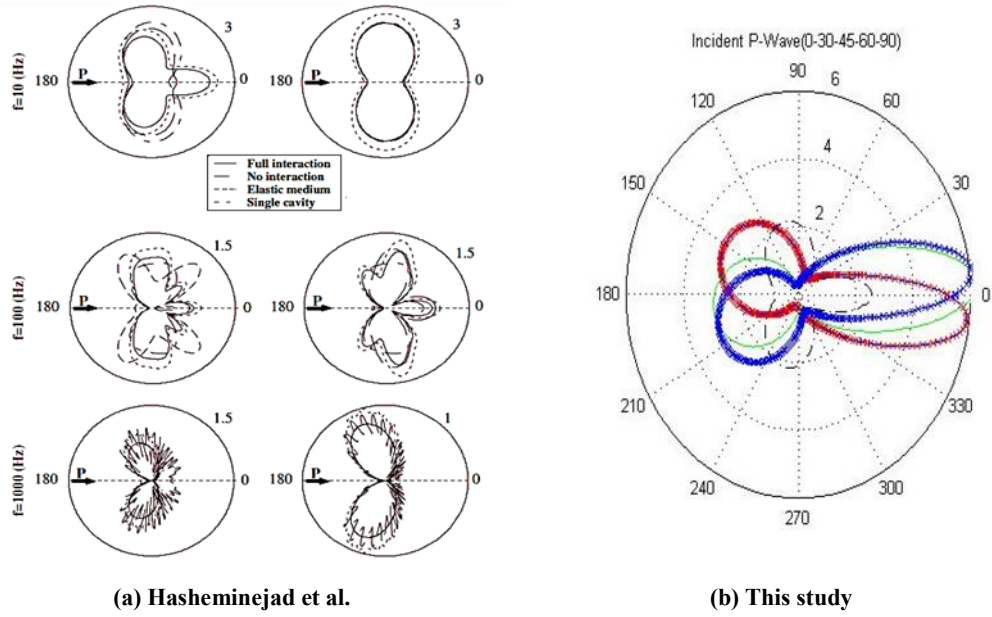 3
3
f=10 (Hz)
180 P 0
180 P 0
Full interaction
No interaction
Elastic medium
Single cavity
1.5
1.5
f=100 (Hz)
180 P 0
180 P 0
1.5
1
f=1000 (Hz)
180 P 0
180 P 0
(a) Hasheminejad et al.
Incident P-Wave(0-30-45-60-90)
90
6
120
60
4
150
30
2
180
0
210
330
240
300
270
(b) This study